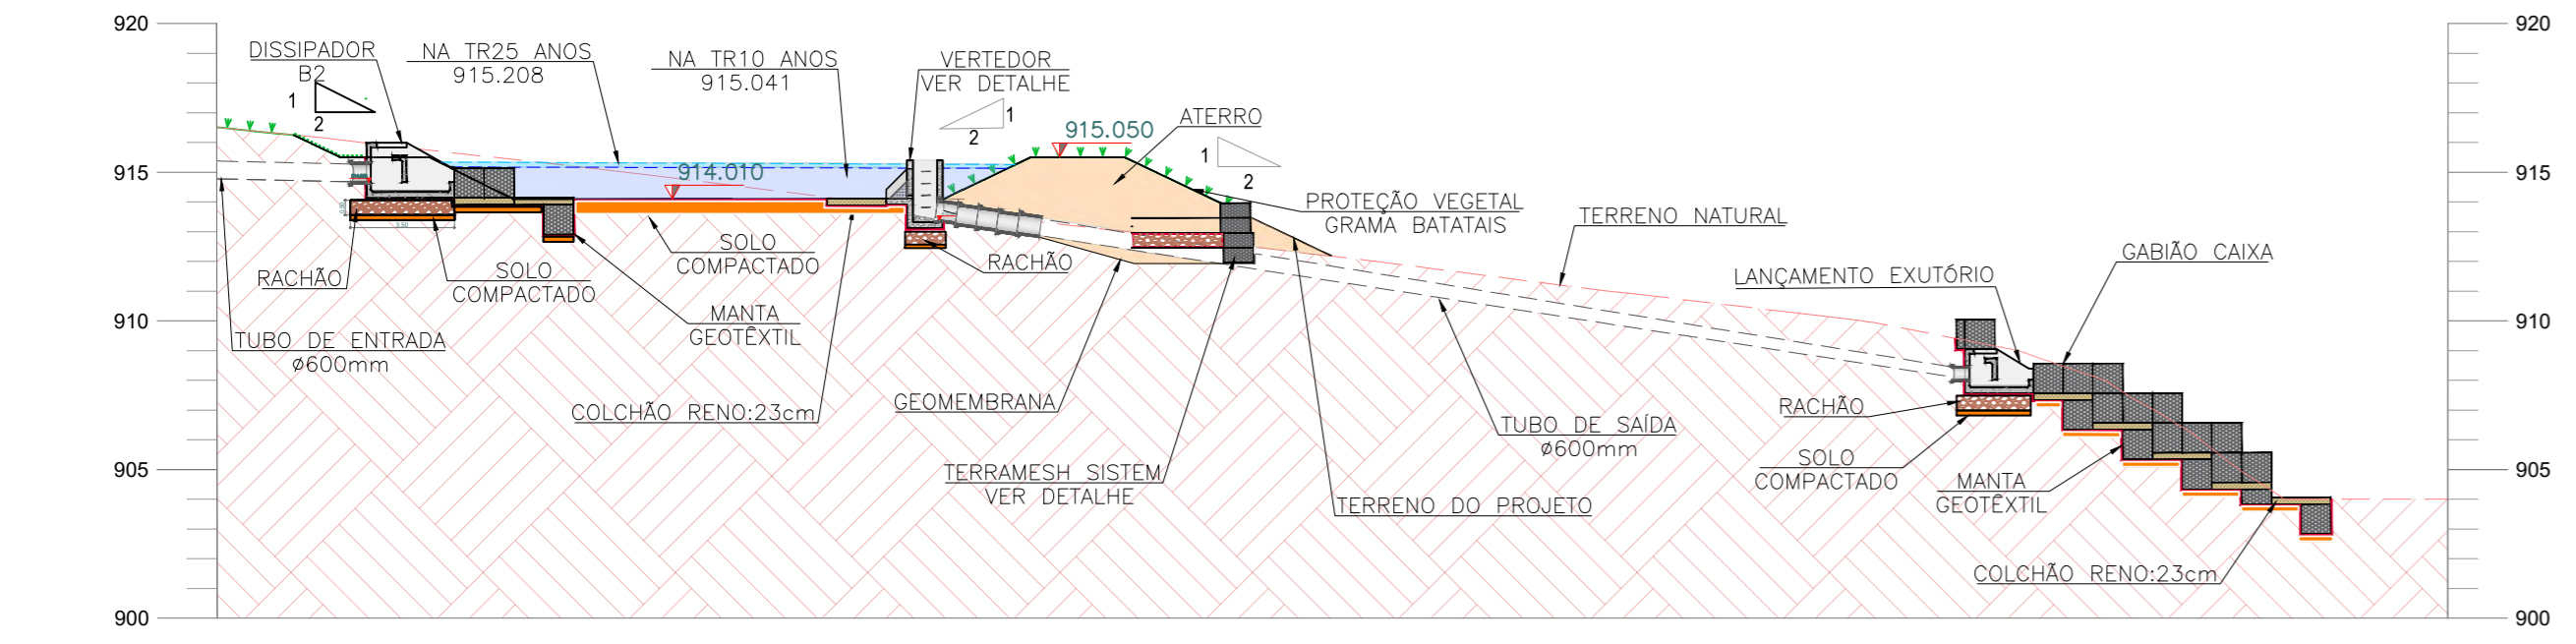 920
920
DISSIPADOR
B2
NA TR25 ANOS
915.208
NA TR10 ANOS
915.041
VERTEDOR
VER DETALHE
ATERRO
1
2
1
2
915.050
1
2
915
914.010
915
PROTEÇÃO VEGETAL
GRAMA BATATAIS
TERRENO NATURAL
0.50
3.50
RACHÃO
SOLO
COMPACTADO
SOLO
COMPACTADO
RACHÃO
GABIÃO CAIXA
LANÇAMENTO EXUTÓRIO
910
MANTA
GEOTÊXTIL
910
TUBO DE ENTRADA
ø600mm
COLCHÃO RENO:23cm
GEOMEMBRANA
RACHÃO
TUBO DE SAÍDA
ø600mm
905
TERRAMESH SISTEM
VER DETALHE
TERRENO DO PROJETO
SOLO
COMPACTADO
MANTA
GEOTÊXTIL
905
COLCHÃO RENO:23cm
900
900